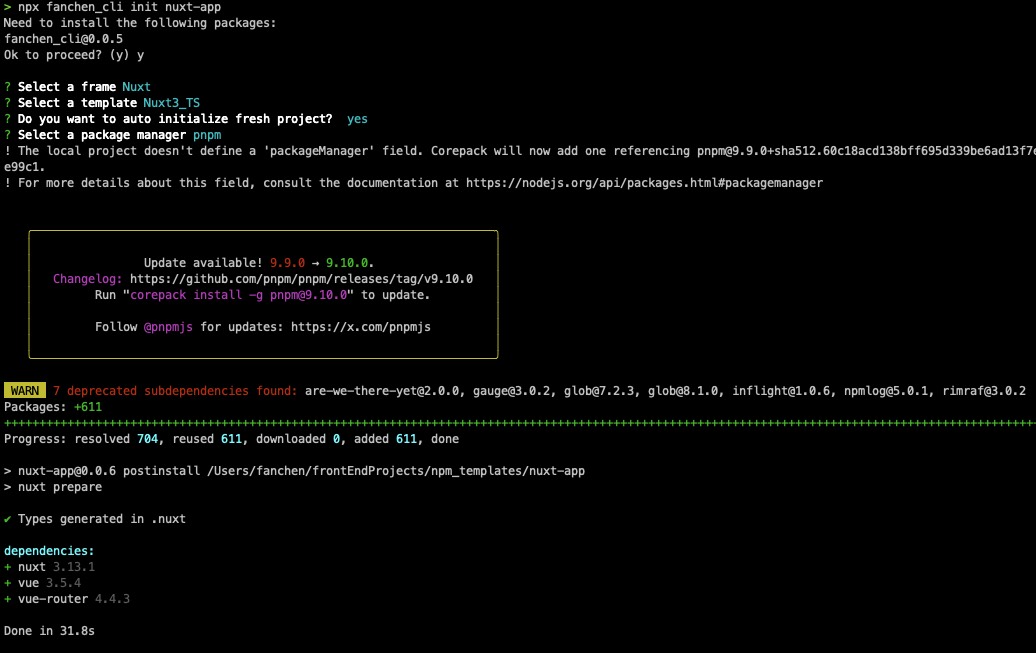 > npx fanchen_cli init nuxt-app
Need to install the following packages:
fanchen_cli@0.0.5
Ok to proceed? (y) y
? Select a frame Nuxt
? Select a template Nuxt3_TS
? Do you want to auto initialize fresh project?  yes
? Select a package manager pnpm
! The local project doesn't define a 'packageManager' field. Corepack will now add one referencing pnpm@9.9.0+sha512.60c18acd138bff695d339be6ad13f7e
e99c1.
! For more details about this field, consult the documentation at https://nodejs.org/api/packages.html#packagemanager
Update available! 9.9.0 → 9.10.0.
Changelog: https://github.com/pnpm/pnpm/releases/tag/v9.10.0
Run "corepack install -g pnpm@9.10.0" to update.
Follow @pnpmjs for updates: https://x.com/pnpmjs
WARN 7 deprecated subdependencies found: are-we-there-yet@2.0.0, gauge@3.0.2, glob@7.2.3, glob@8.1.0, inflight@1.0.6, npmlog@5.0.1, rimraf@3.0.2
Packages: +611
++++++++++++++++++++++++++++++++++++++++++++++++++++++++++++++++++++++++++++++++++++++++++++++++++++++++++++++++++++++++++++++++++++++++++++++++++++
Progress: resolved 704, reused 611, downloaded 0, added 611, done
> nuxt-app@0.0.6 postinstall /Users/fanchen/frontEndProjects/npm_templates/nuxt-app
> nuxt prepare
✔ Types generated in .nuxt
dependencies:
+ nuxt 3.13.1
+ vue 3.5.4
+ vue-router 4.4.3
Done in 31.8s